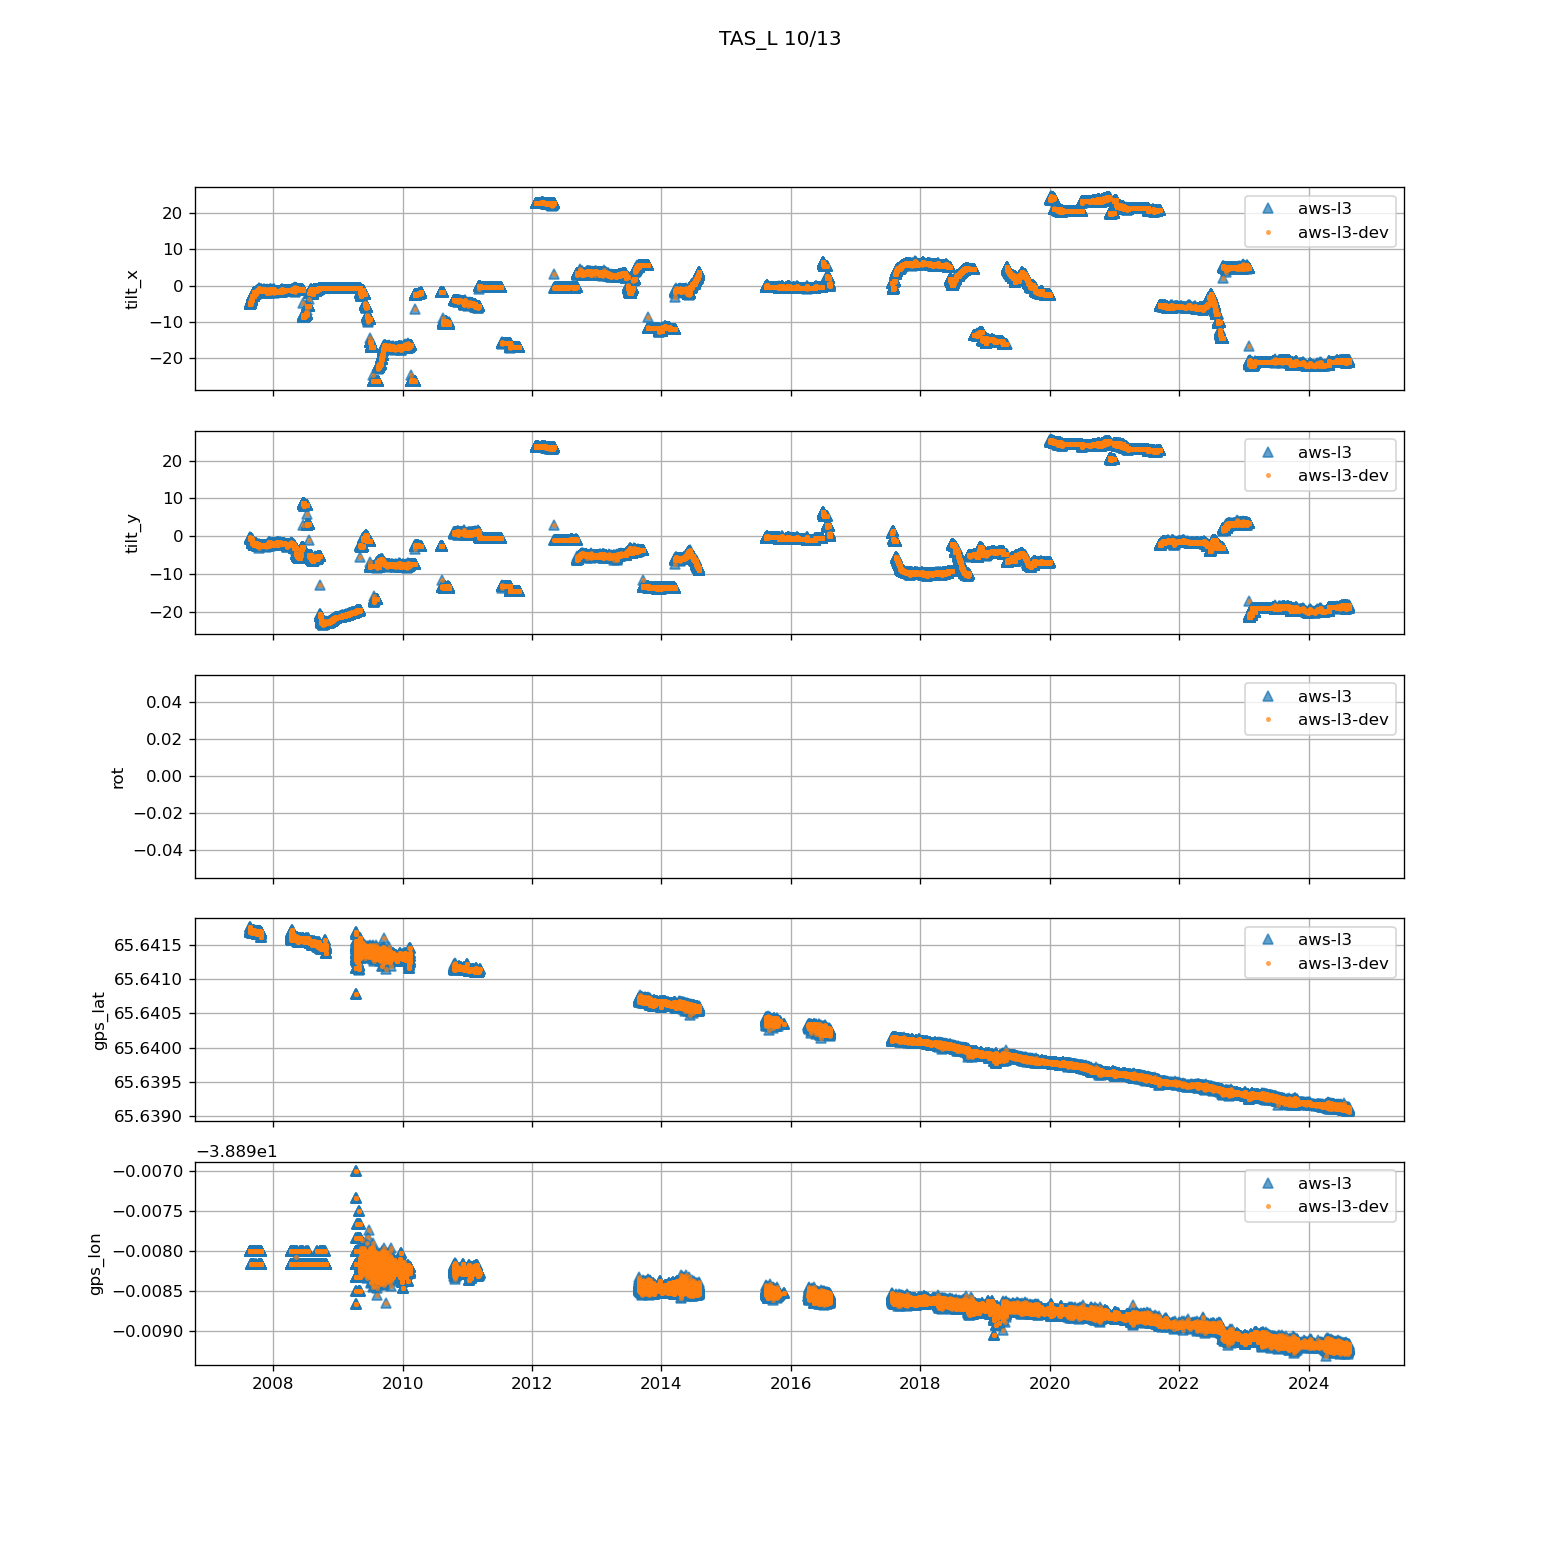 TAS_L 10/13
20
10
0
−10
−20
tilt_x
aws-l3
aws-l3-dev
20
10
0
−10
−20
tilt_y
aws-l3
aws-l3-dev
0.04
0.02
0.00
−0.02
−0.04
rot
aws-l3
aws-l3-dev
65.6415
65.6410
65.6405
65.6400
65.6395
65.6390
gps_lat
aws-l3
aws-l3-dev
−3.889e1
−0.0070
−0.0075
−0.0080
−0.0085
−0.0090
gps_lon
aws-l3
aws-l3-dev
2008 2010 2012 2014 2016 2018 2020 2022 2024